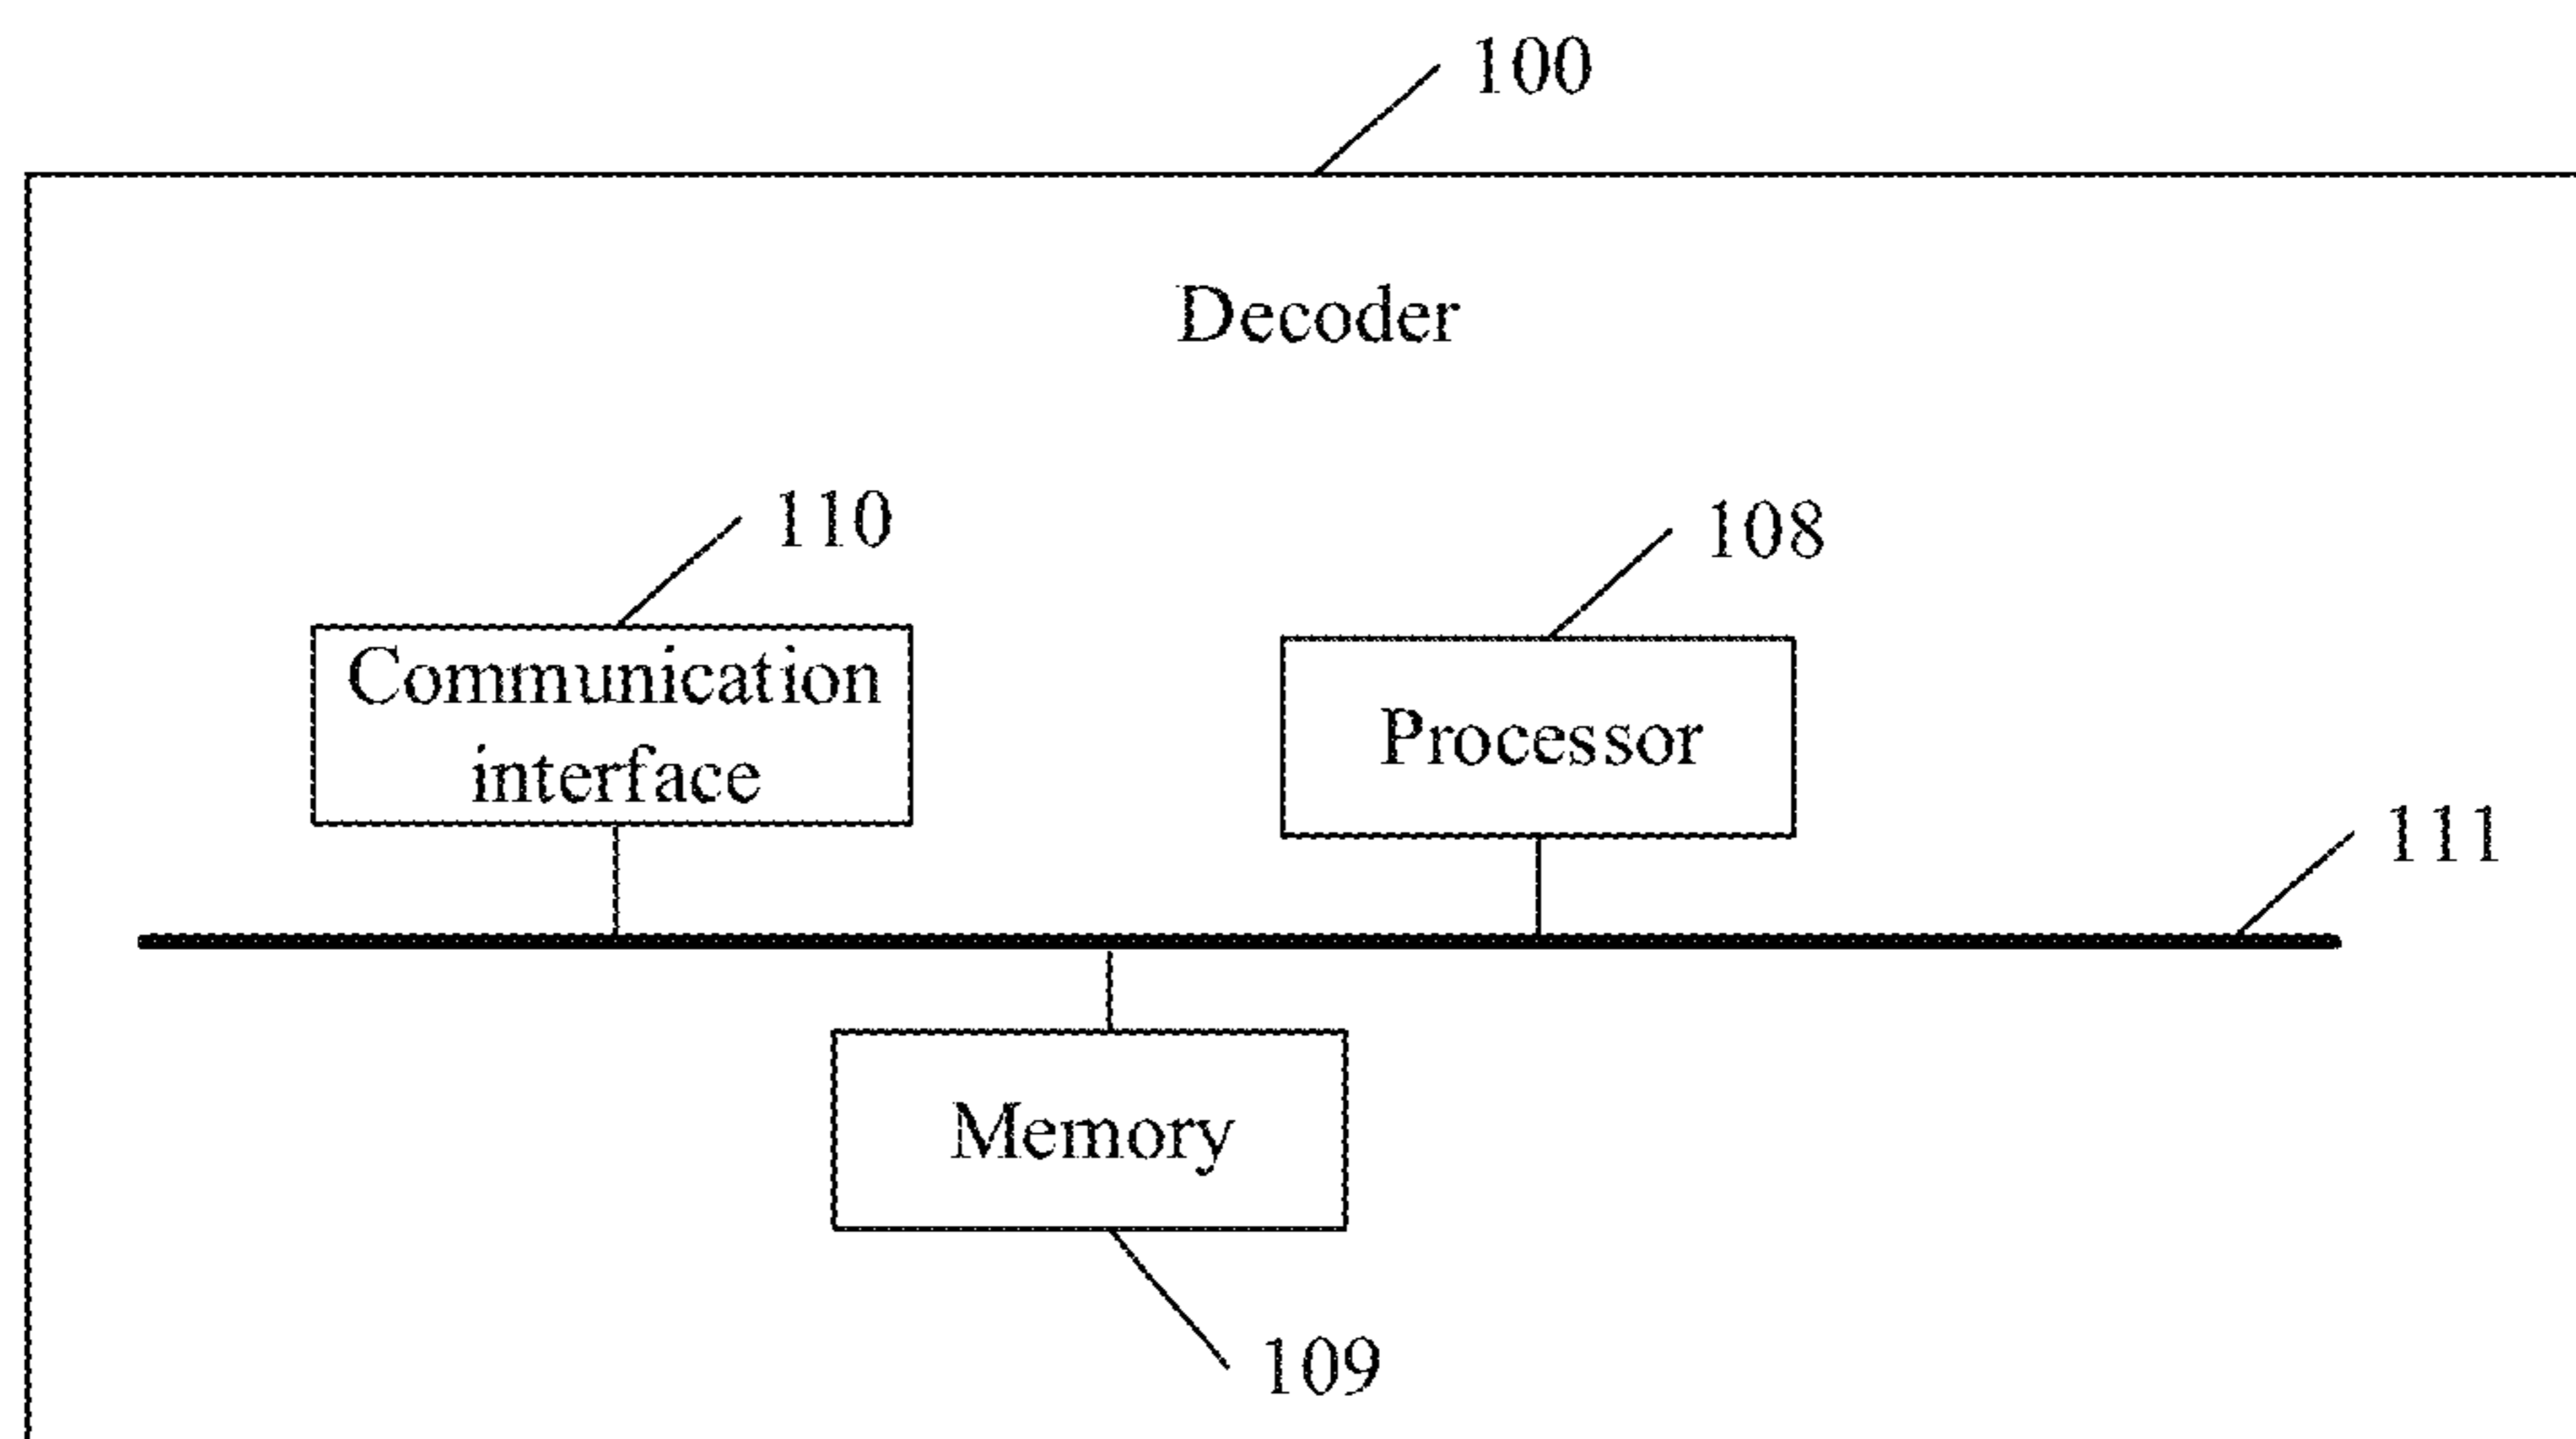 100
Decoder
110
108
Communication
interface
Processor
111
Memory
109